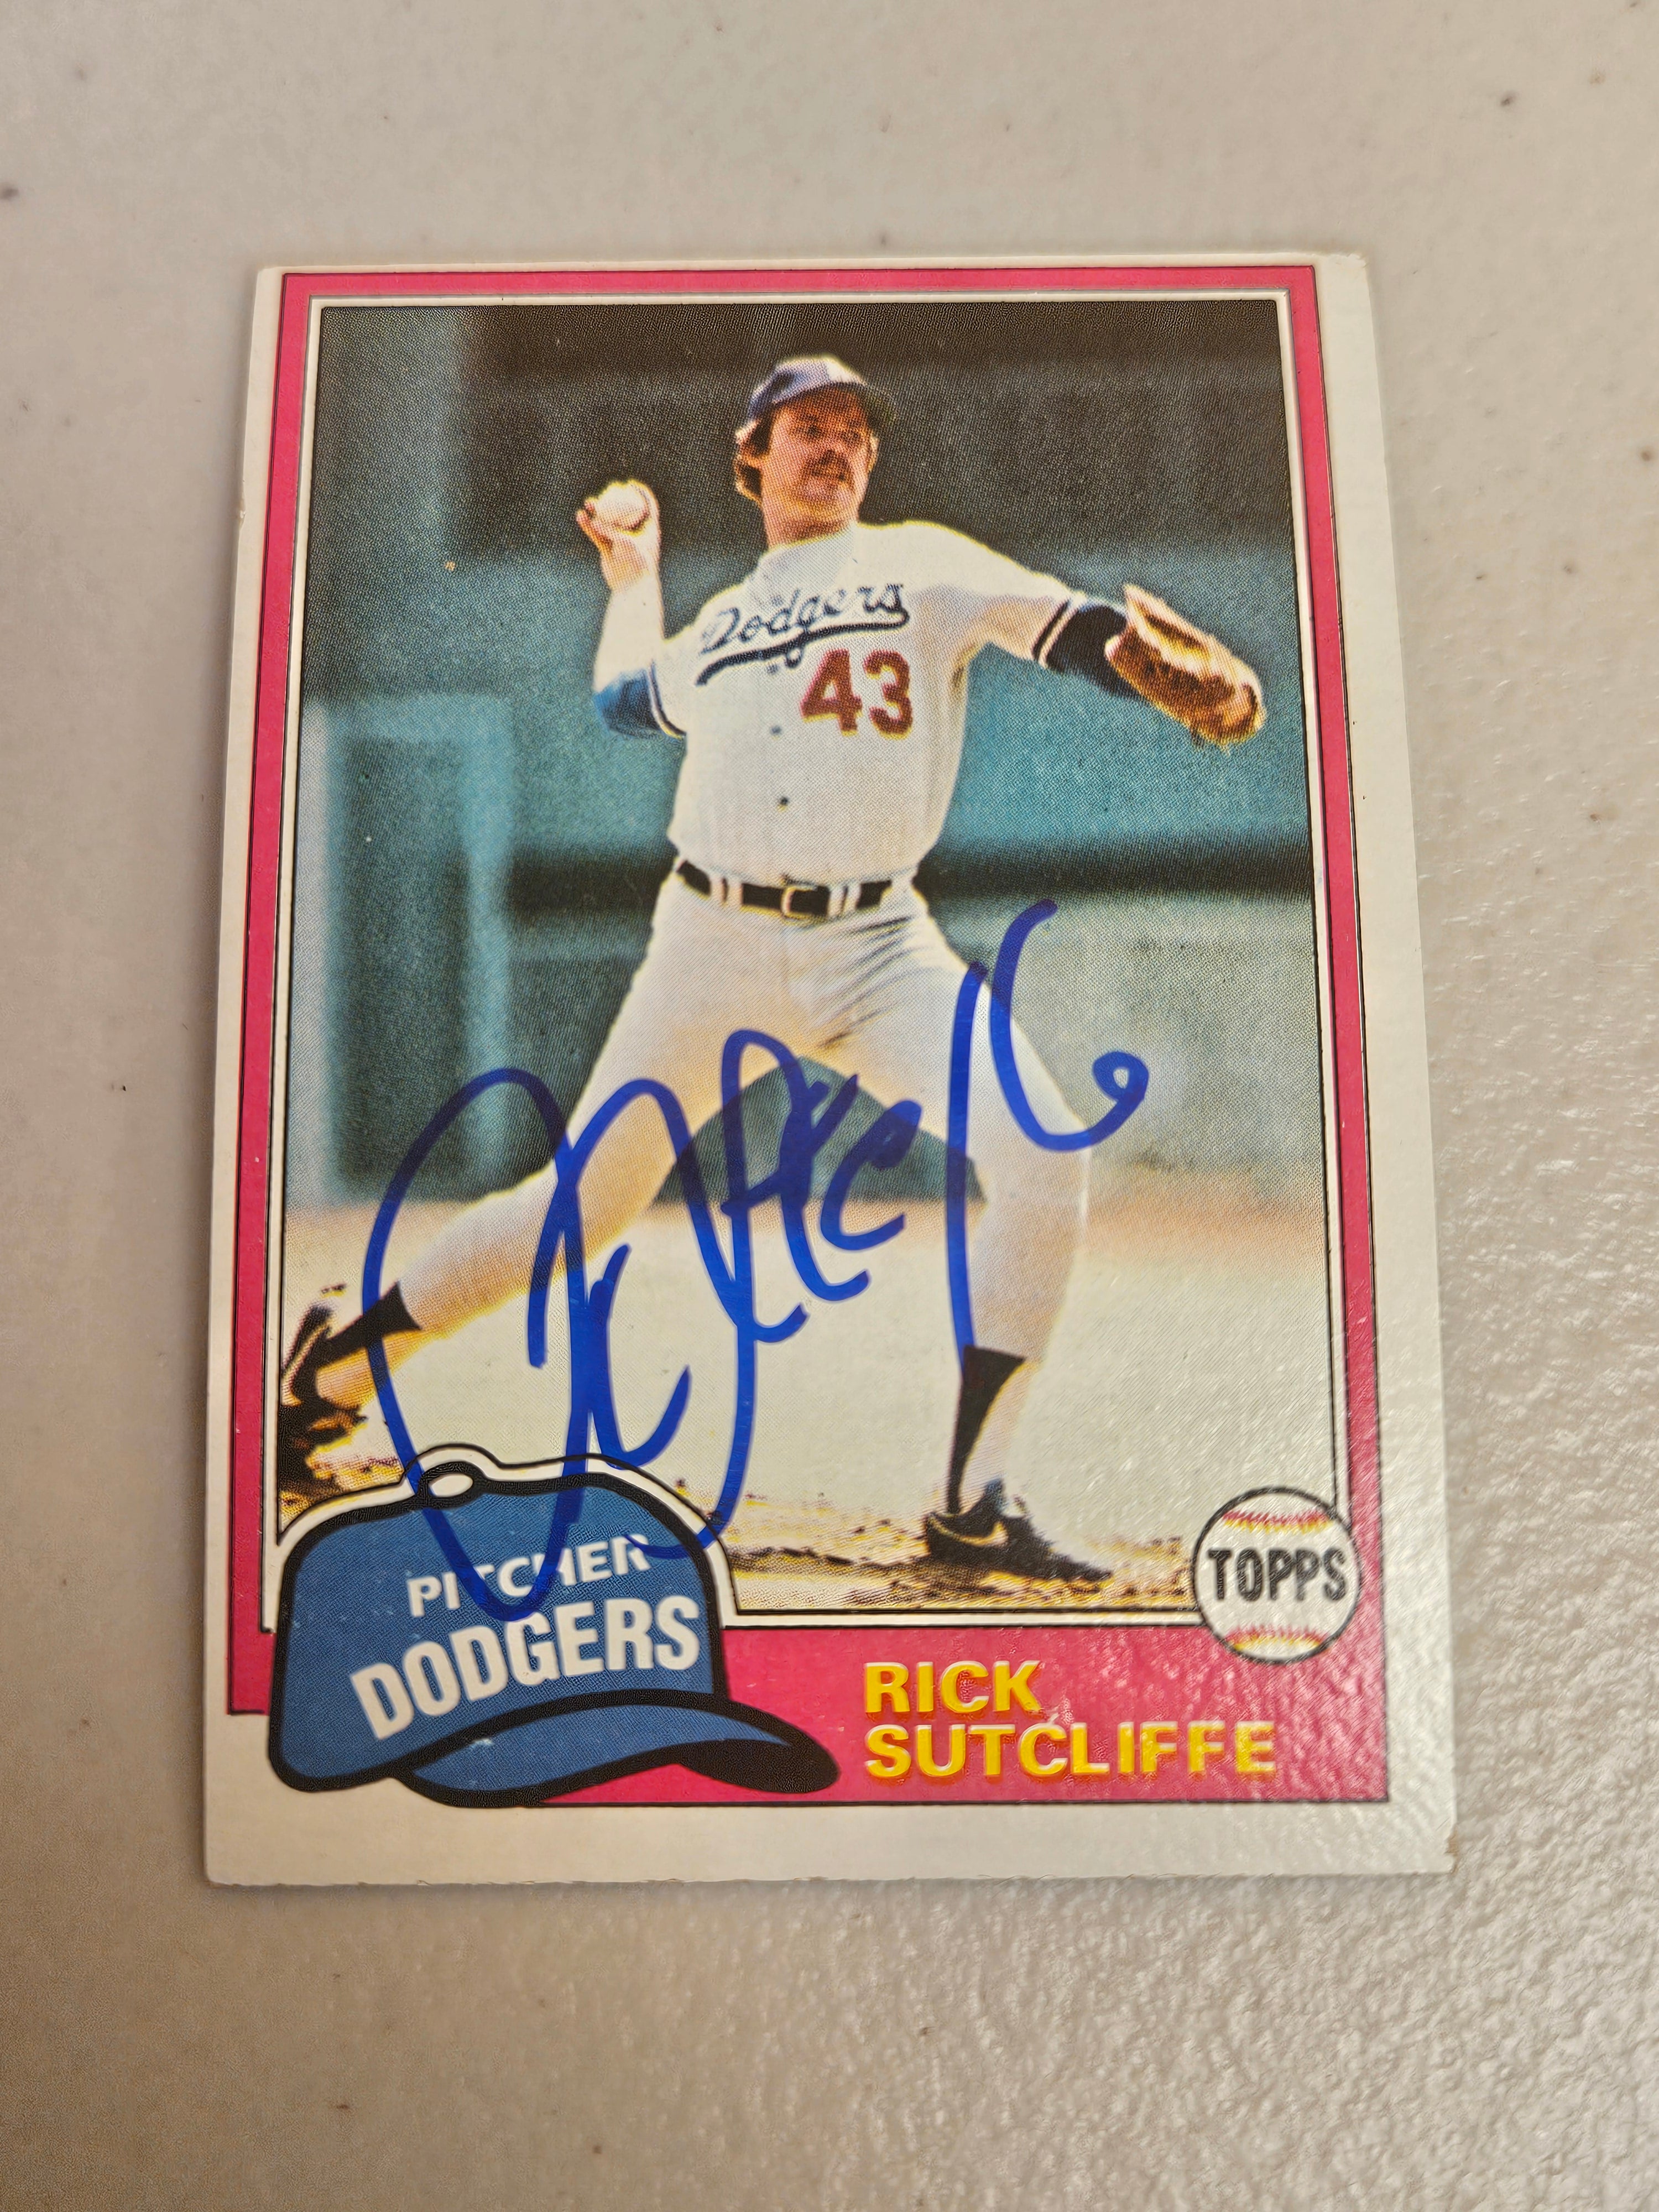 Dodgers
43
PITCHER
DODGERS
TOPPS
RICK
SUTCLIFFE